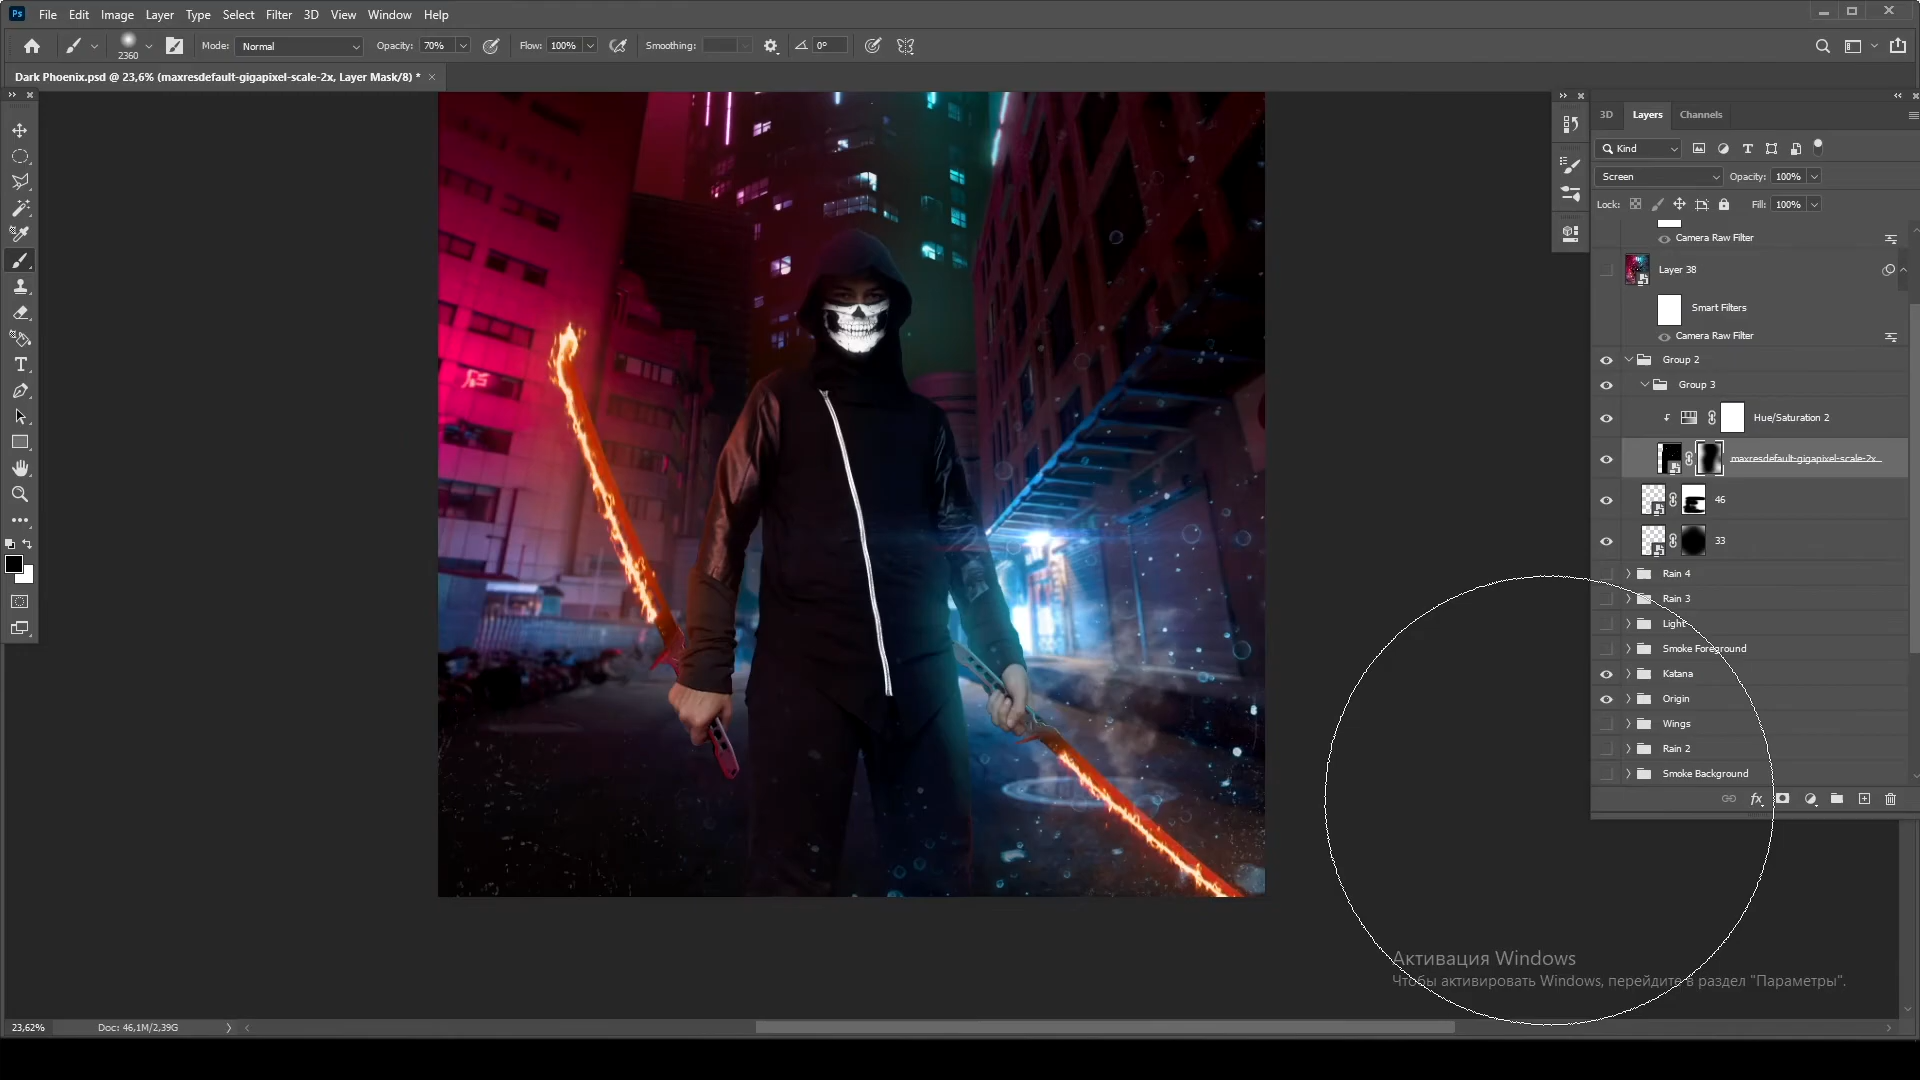 Ps File Edit Image Layer Type Select Filter 3D View Window Help
2360 Mode: Normal Opacity: 70% Flow: 100% Smoothing: 0°
Dark Phoenix.psd @ 23,6% (maxresdefault-gigapixel-scale-2x, Layer Mask/8) *
3D Layers Channels
Kind
Screen Opacity: 100%
Lock: Fill: 100%
Camera Raw Filter
Layer 38
Smart Filters
Camera Raw Filter
Group 2
Group 3
Hue/Saturation 2
maxresdefault-gigapixel-scale-2x...
46
33
Rain 4
Rain 3
Light
Smoke Foreground
Katana
Origin
Wings
Rain 2
Smoke Background
fx
Активация Windows
Чтобы активировать Windows, перейдите в раздел "Параметры".
23,62% Doc: 46,1M/2,39G